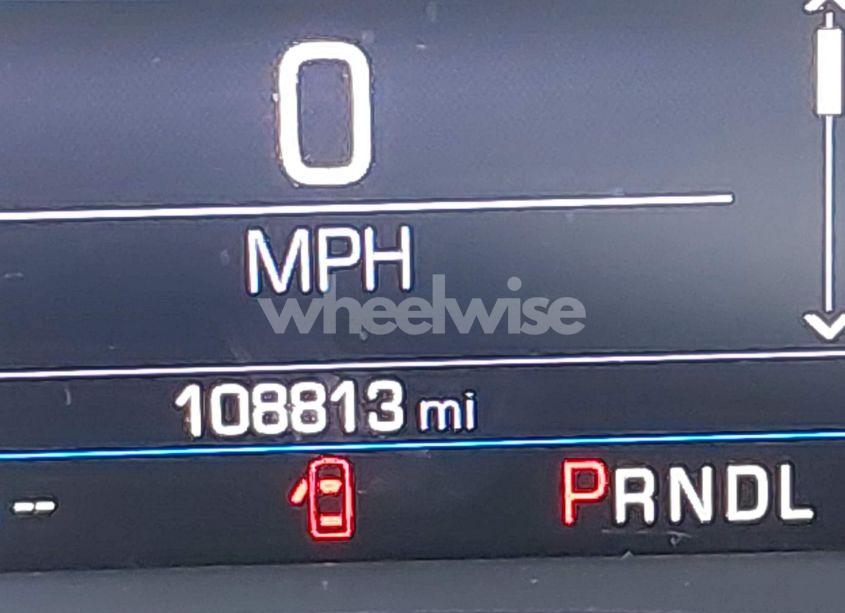 0
MPH
wheelwise
108813 mi
-- PRNDL